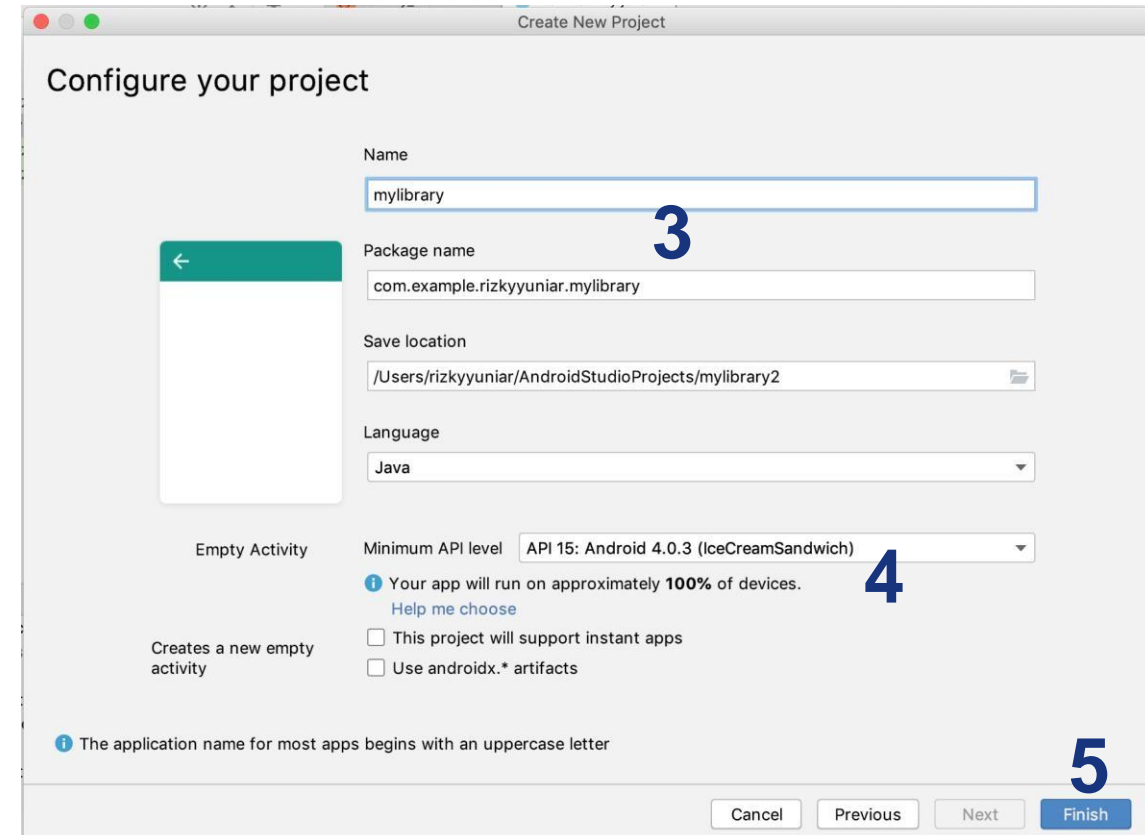 Create New Project
Configure your project
Name
mylibrary
3
Package name
com.example.rizkyyuniar.mylibrary
Save location
/Users/rizkyyuniar/AndroidStudioProjects/mylibrary2
Language
Java
Empty Activity
Minimum API level API 15: Android 4.0.3 (IceCreamSandwich)
4
Your app will run on approximately 100% of devices.
Help me choose
This project will support instant apps
Creates a new empty
activity
Use androidx.* artifacts
The application name for most apps begins with an uppercase letter
5
Cancel Previous Next Finish